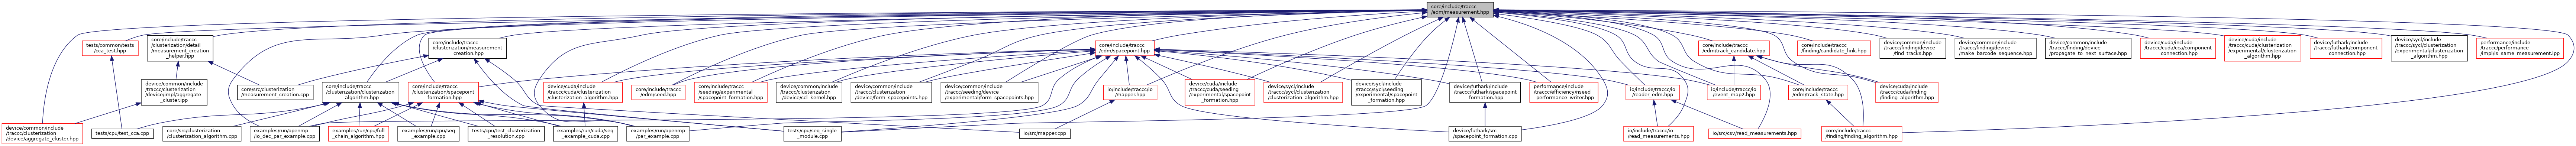 core/include/traccc
/edm/measurement.hpp
tests/common/tests
/cca_test.hpp
core/include/traccc
/clusterization/detail
/measurement_creation
_helper.hpp
core/include/traccc
/clusterization/measurement
_creation.hpp
core/include/traccc
/edm/spacepoint.hpp
core/include/traccc
/edm/track_candidate.hpp
core/include/traccc
/finding/candidate_link.hpp
device/common/include
/traccc/finding/device
/find_tracks.hpp
device/common/include
/traccc/finding/device
/make_barcode_sequence.hpp
device/common/include
/traccc/finding/device
/propagate_to_next_surface.hpp
device/cuda/include
/traccc/cuda/cca/component
_connection.hpp
device/cuda/include
/traccc/cuda/clusterization
/experimental/clusterization
_algorithm.hpp
device/futhark/include
/traccc/futhark/component
_connection.hpp
device/sycl/include
/traccc/sycl/clusterization
/experimental/clusterization
_algorithm.hpp
performance/include
/traccc/performance
/impl/is_same_measurement.ipp
device/common/include
/traccc/clusterization
/device/impl/aggregate
_cluster.ipp
core/src/clusterization
/measurement_creation.cpp
core/include/traccc
/clusterization/clusterization
_algorithm.hpp
core/include/traccc
/clusterization/spacepoint
_formation.hpp
device/cuda/include
/traccc/cuda/clusterization
/clusterization_algorithm.hpp
core/include/traccc
/edm/seed.hpp
core/include/traccc
/seeding/experimental
/spacepoint_formation.hpp
device/common/include
/traccc/clusterization
/device/ccl_kernel.hpp
device/common/include
/traccc/clusterization
/device/form_spacepoints.hpp
device/common/include
/traccc/seeding/device
/experimental/form_spacepoints.hpp
io/include/traccc/io
/mapper.hpp
device/cuda/include
/traccc/cuda/seeding
/experimental/spacepoint
_formation.hpp
device/sycl/include
/traccc/sycl/clusterization
/clusterization_algorithm.hpp
device/sycl/include
/traccc/sycl/seeding
/experimental/spacepoint
_formation.hpp
device/futhark/include
/traccc/futhark/spacepoint
_formation.hpp
performance/include
/traccc/efficiency/nseed
_performance_writer.hpp
io/include/traccc/io
/reader_edm.hpp
io/include/traccc/io
/event_map2.hpp
core/include/traccc
/edm/track_state.hpp
device/cuda/include
/traccc/cuda/finding
/finding_algorithm.hpp
device/common/include
/traccc/clusterization
/device/aggregate_cluster.hpp
tests/cpu/test_cca.cpp
core/src/clusterization
/clusterization_algorithm.cpp
examples/run/openmp
/io_dec_par_example.cpp
examples/run/cpu/full
_chain_algorithm.hpp
examples/run/cpu/seq
_example.cpp
tests/cpu/test_clusterization
_resolution.cpp
examples/run/cuda/seq
_example_cuda.cpp
examples/run/openmp
/par_example.cpp
tests/cpu/seq_single
_module.cpp
io/src/mapper.cpp
device/futhark/src
/spacepoint_formation.cpp
io/include/traccc/io
/read_measurements.hpp
io/src/csv/read_measurements.hpp
core/include/traccc
/finding/finding_algorithm.hpp